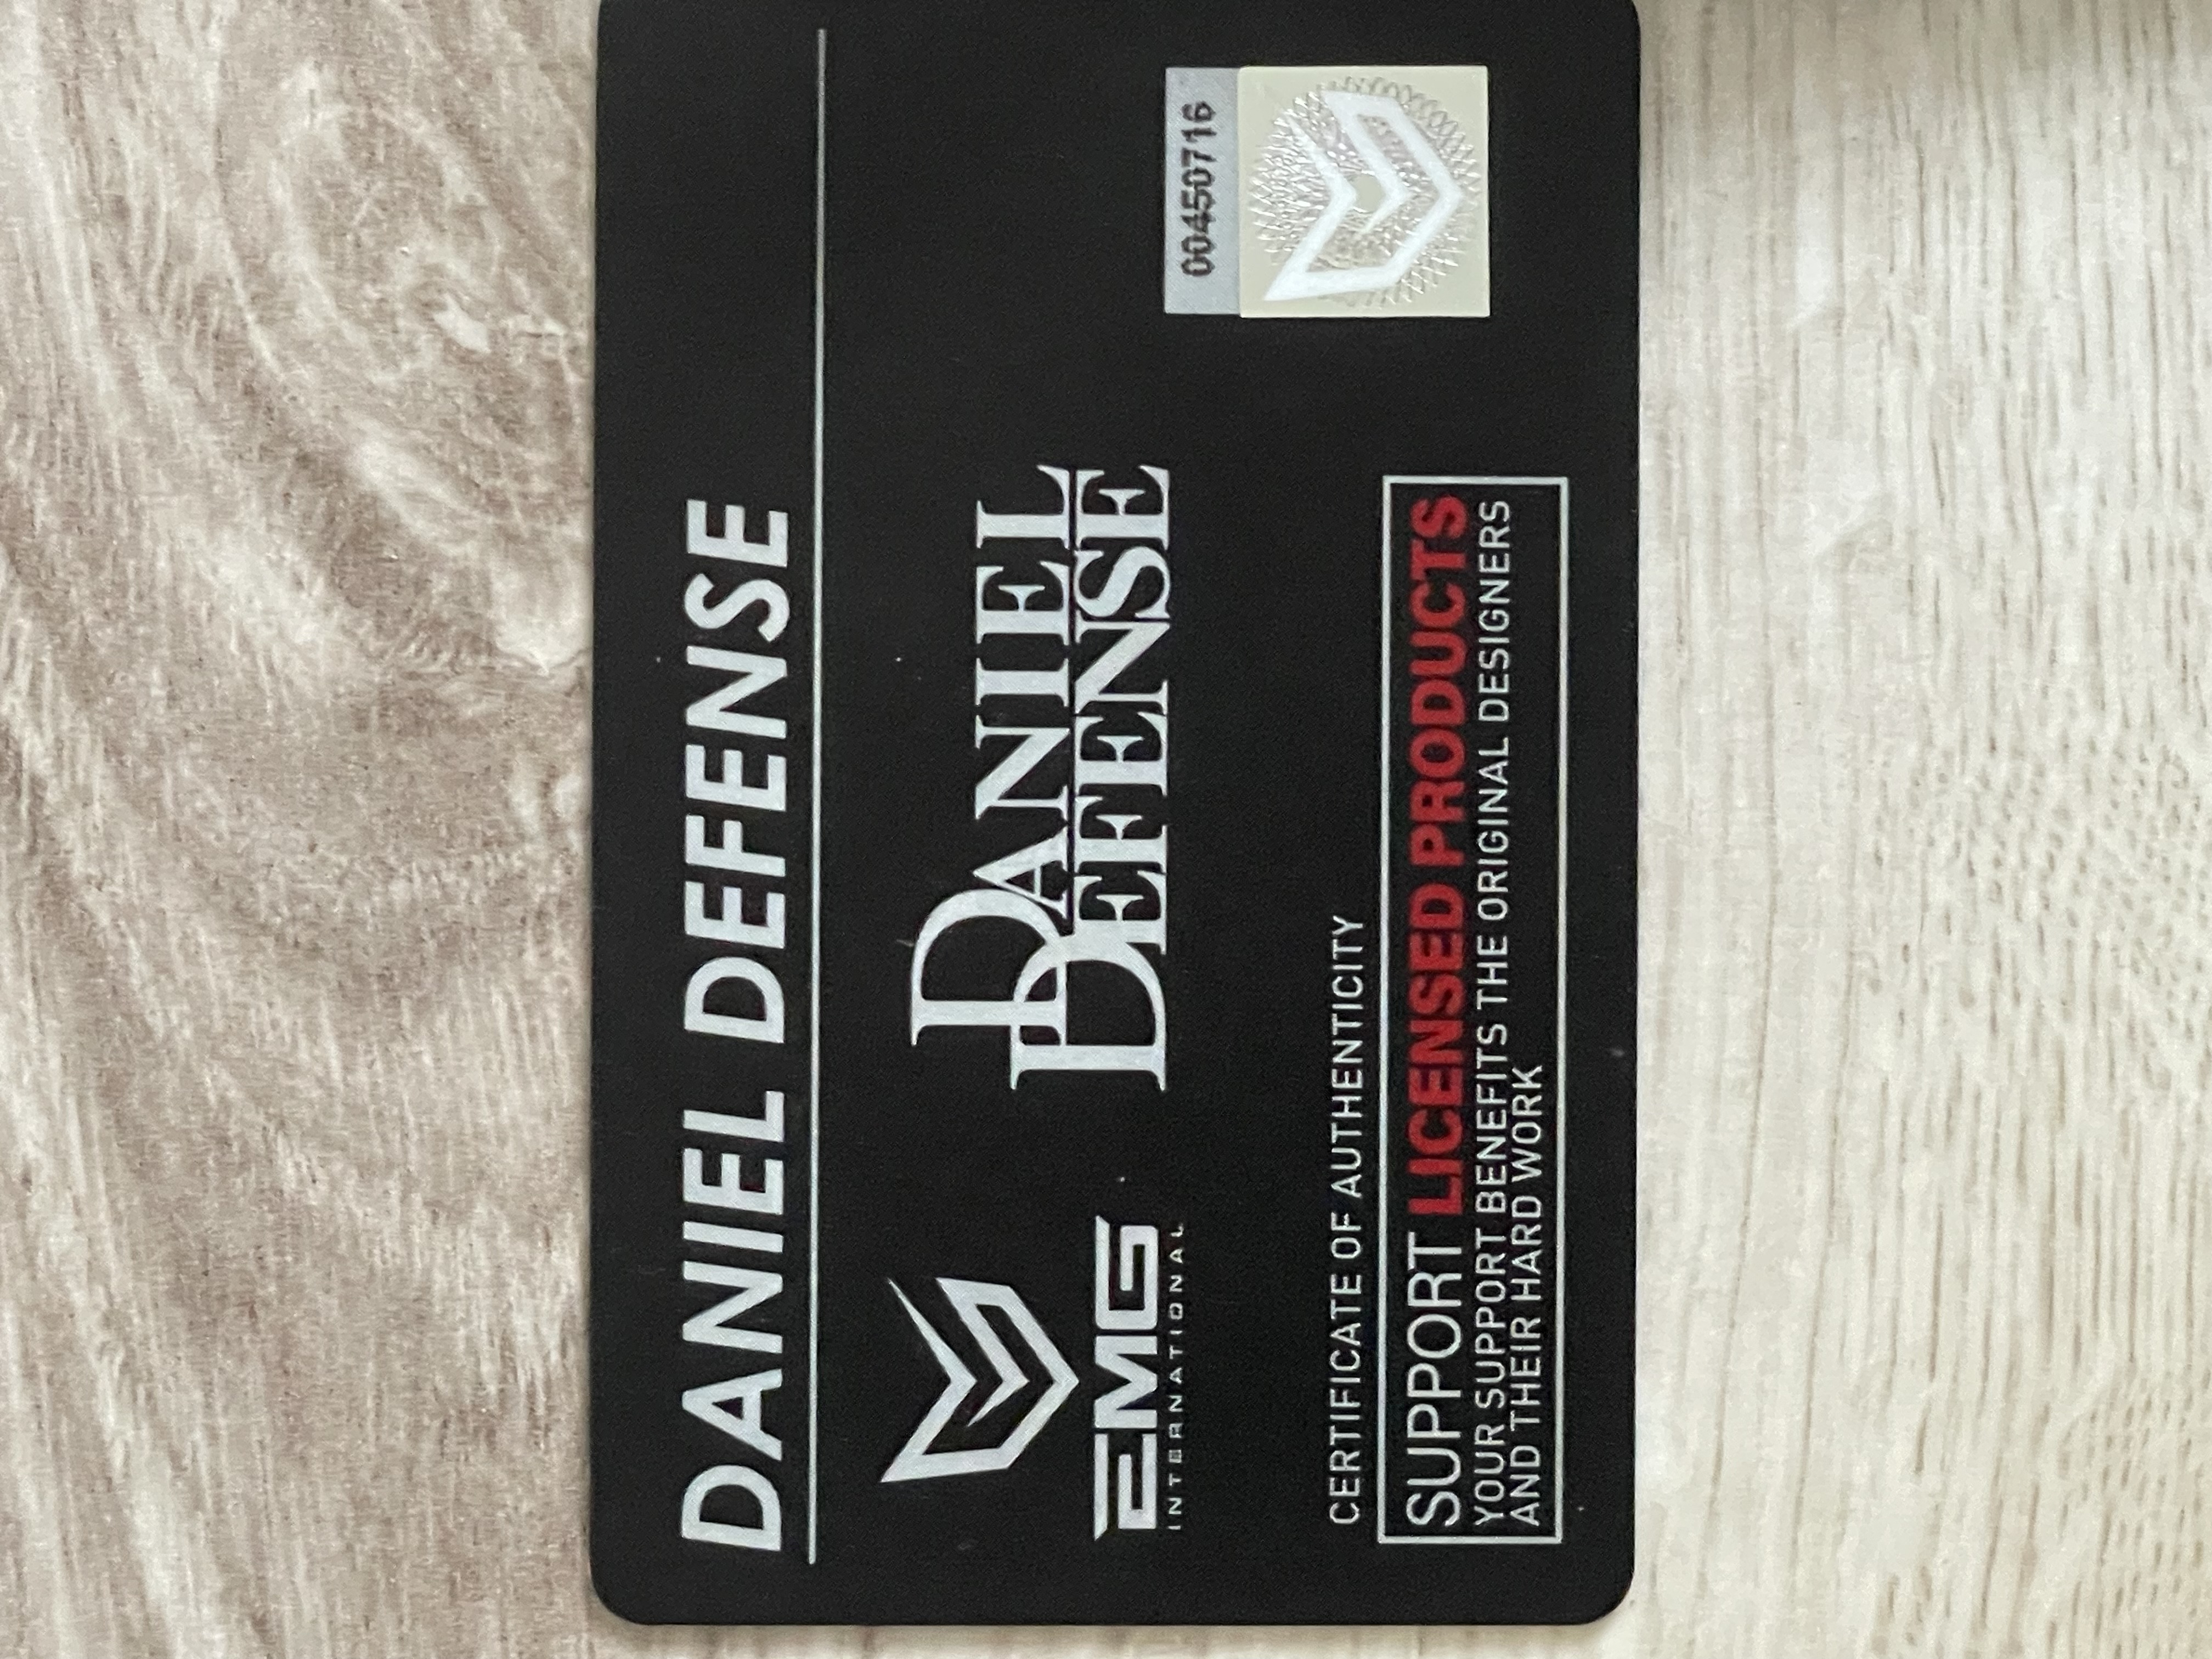 DANIEL DEFENSE
EMG
INTERNATIONAL
DANIEL
DEFENSE
004507716
CERTIFICATE OF AUTHENTICITY
SUPPORT LICENSED PRODUCTS
YOUR SUPPORT BENEFITS THE ORIGINAL DESIGNERS
AND THEIR HARD WORK